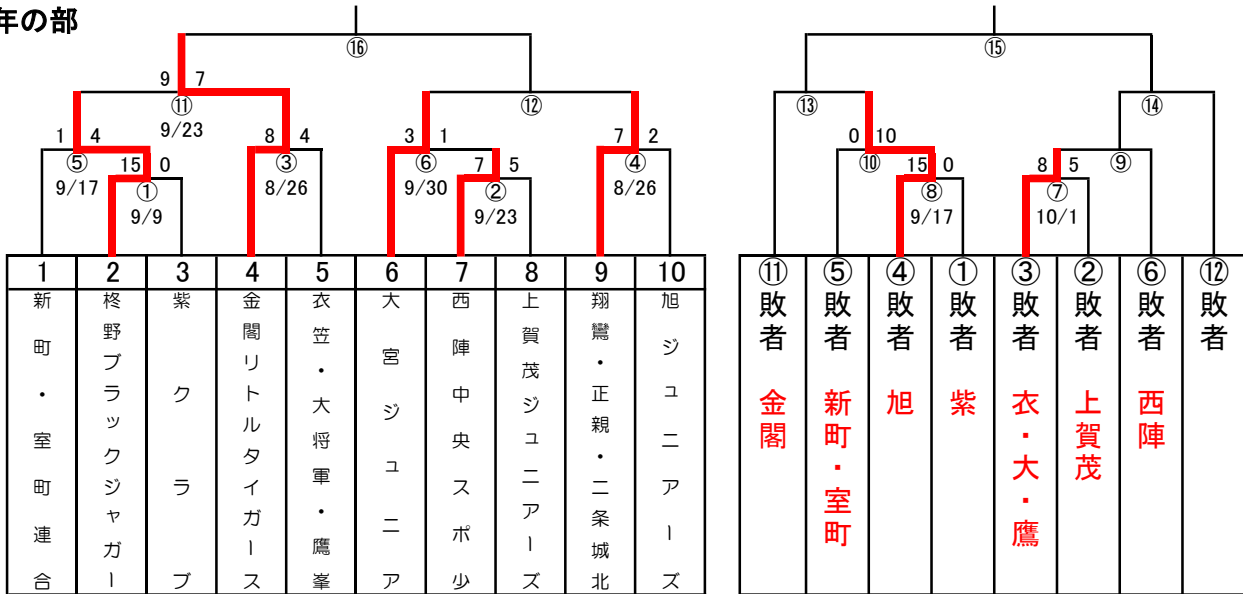 年の部
⑯
⑮
9 7
⑪
9/23
⑫
⑬
⑭
1 4
⑤
9/17
15 0
①
9/9
8 4
③
8/26
3 1
⑥
9/30
7 5
②
9/23
7 2
④
8/26
0 10
⑩
15 0
⑧
9/17
8 5
⑦
10/1
⑨
1 2 3 4 5 6 7 8 9 10
新町・室町連合
柊野ブラックジャガー
紫クラブ
金閣リトルタイガース
衣笠・大将軍・鷹峯
大宮ジュニア
西陣中央スポ少
上賀茂ジュニアーズ
翔鸞・正親・二条城北
旭ジュニアーズ
⑪敗者 金閣
⑤敗者 新町・室町
④敗者 旭
①敗者 紫
③敗者 衣・大・鷹
②敗者 上賀茂
⑥敗者 西陣
⑫敗者